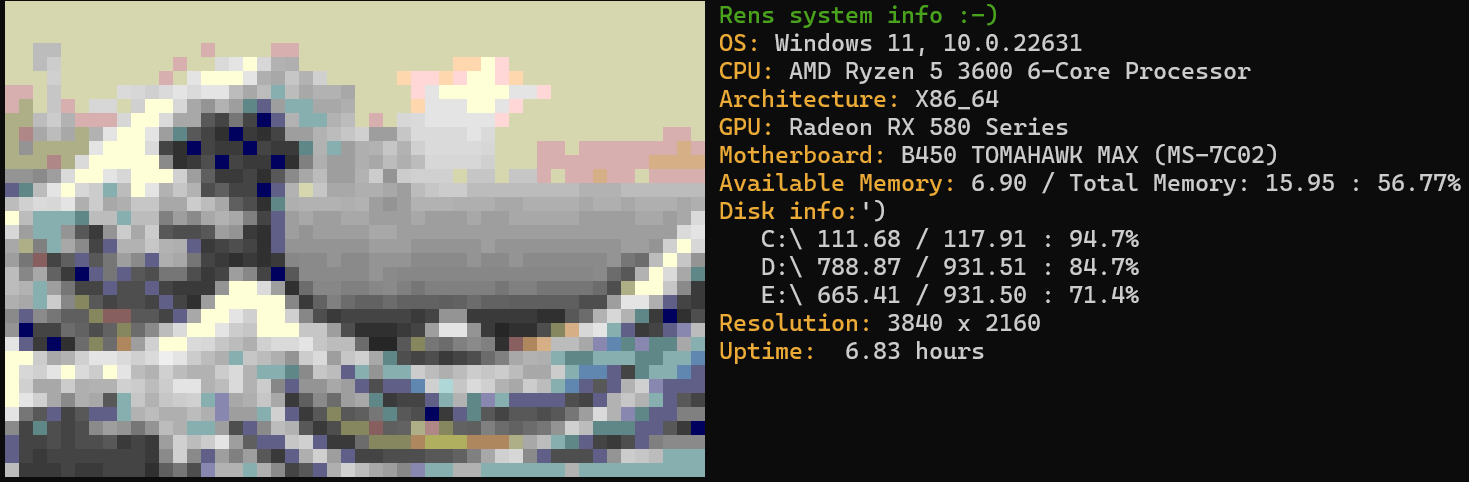 Rens system info :-)
OS: Windows 11, 10.0.22631
CPU: AMD Ryzen 5 3600 6-Core Processor
Architecture: X86_64
GPU: Radeon RX 580 Series
Motherboard: B450 TOMAHAWK MAX (MS-7C02)
Available Memory: 6.90 / Total Memory: 15.95 : 56.77%
Disk info:')
C:\ 111.68 / 117.91 : 94.7%
D:\ 788.87 / 931.51 : 84.7%
E:\ 665.41 / 931.50 : 71.4%
Resolution: 3840 x 2160
Uptime:  6.83 hours